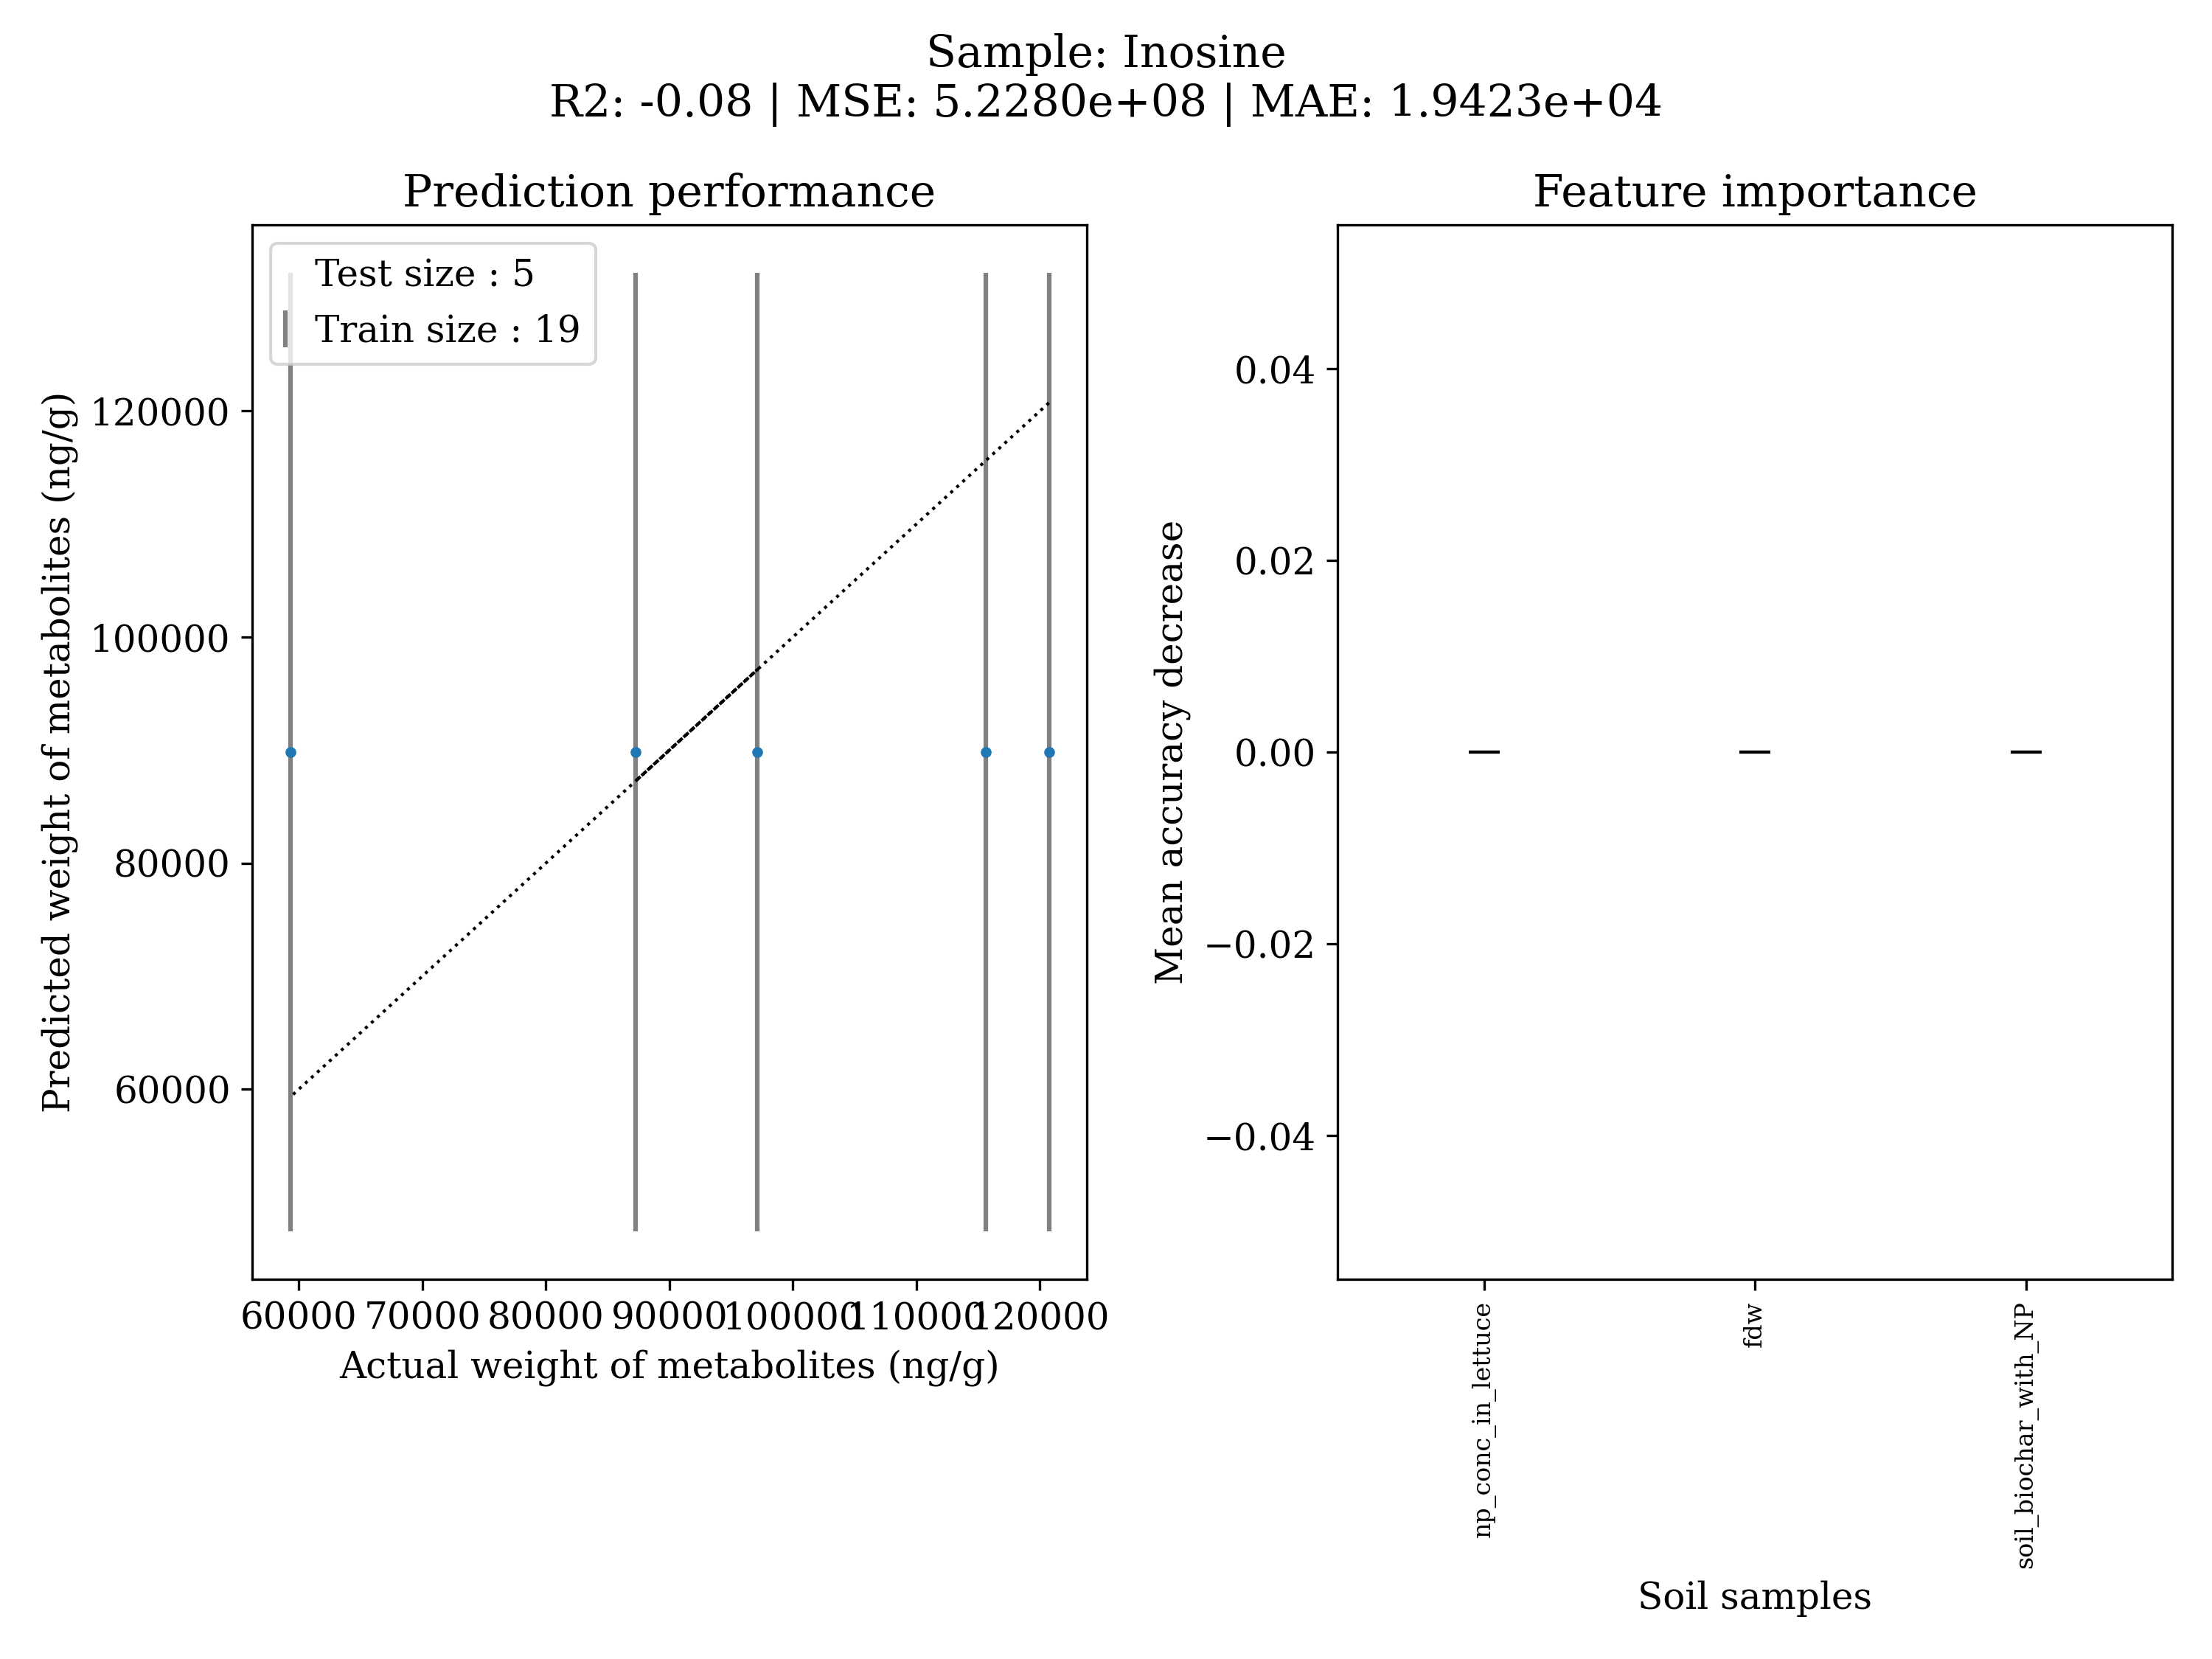 Sample: Inosine
R2: -0.08 | MSE: 5.2280e+08 | MAE: 1.9423e+04
Prediction performance
Test size : 5
Train size : 19
Predicted weight of metabolites (ng/g)
120000
100000
80000
60000
60000 70000 80000 90000 100000 110000 120000
Actual weight of metabolites (ng/g)
Feature importance
Mean accuracy decrease
0.04
0.02
0.00
−0.02
−0.04
np_conc_in_lettuce
fdw
soil_biochar_with_NP
Soil samples